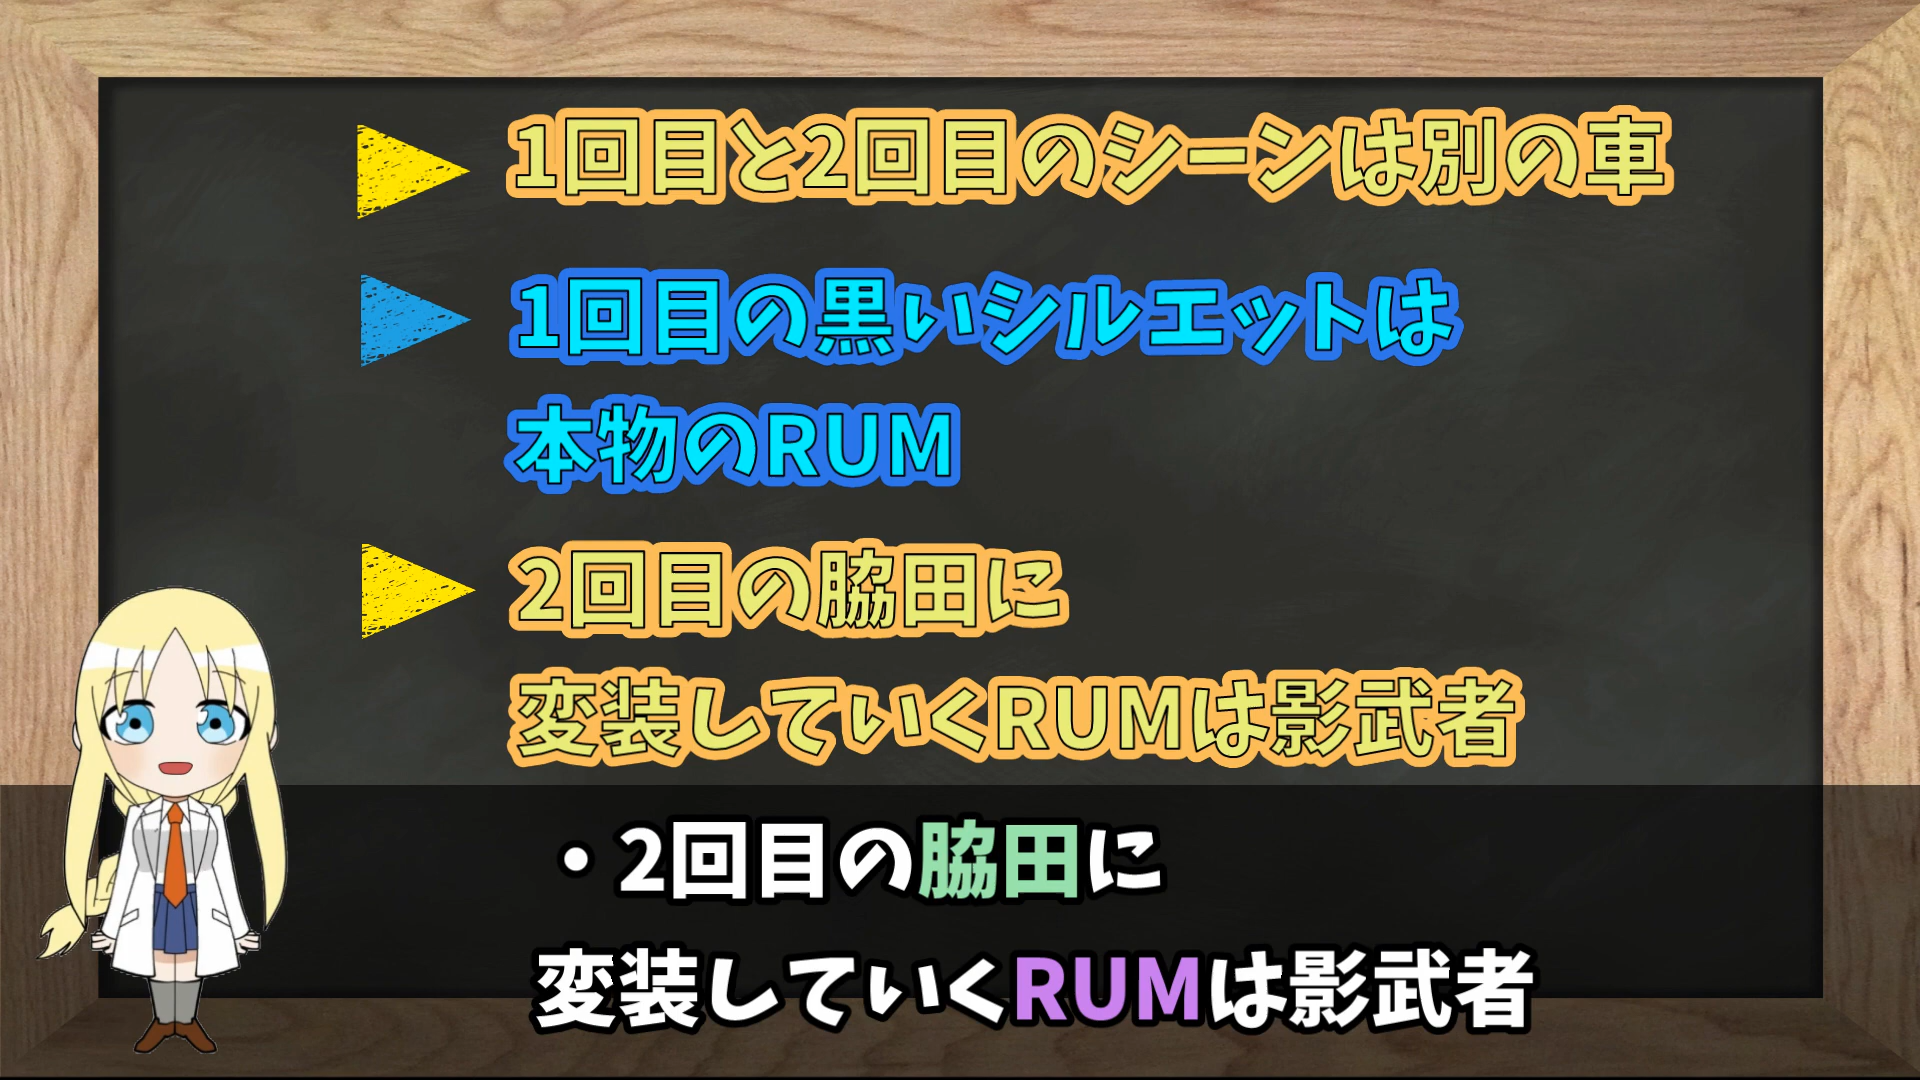 1回目と2回目のシーンは別の車
1回目の黒いシルエットは
本物のRUM
2回目の脇田に
変装していくRUMは影武者
・2回目の脇田に
変装していくRUMは影武者